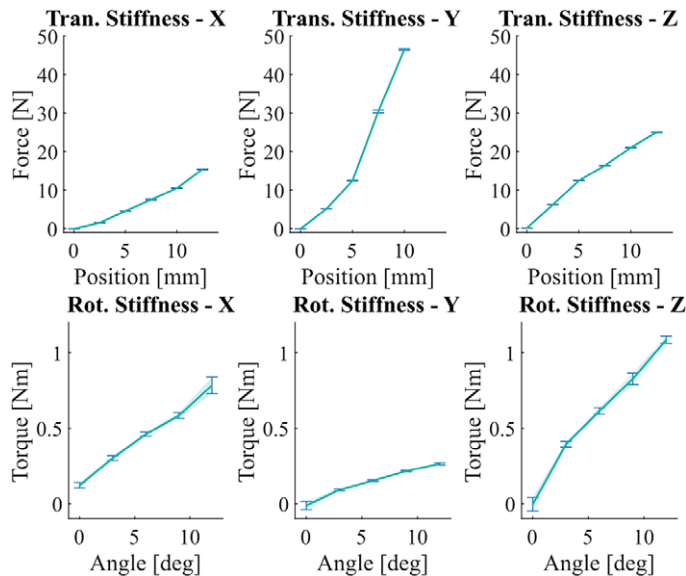 Tran. Stiffness - X
Trans. Stiffness - Y
Tran. Stiffness - Z
Force [N]
50
40
30
20
10
0
0 5 10
Position [mm]
Force [N]
50
40
30
20
10
0
0 5 10
Position [mm]
Force [N]
50
40
30
20
10
0
0 5 10
Position [mm]
Rot. Stiffness - X
Rot. Stiffness - Y
Rot. Stiffness - Z
Torque [Nm]
1
0.5
0
0 5 10
Angle [deg]
Torque [Nm]
1
0.5
0
0 5 10
Angle [deg]
Torque [Nm]
1
0.5
0
0 5 10
Angle [deg]